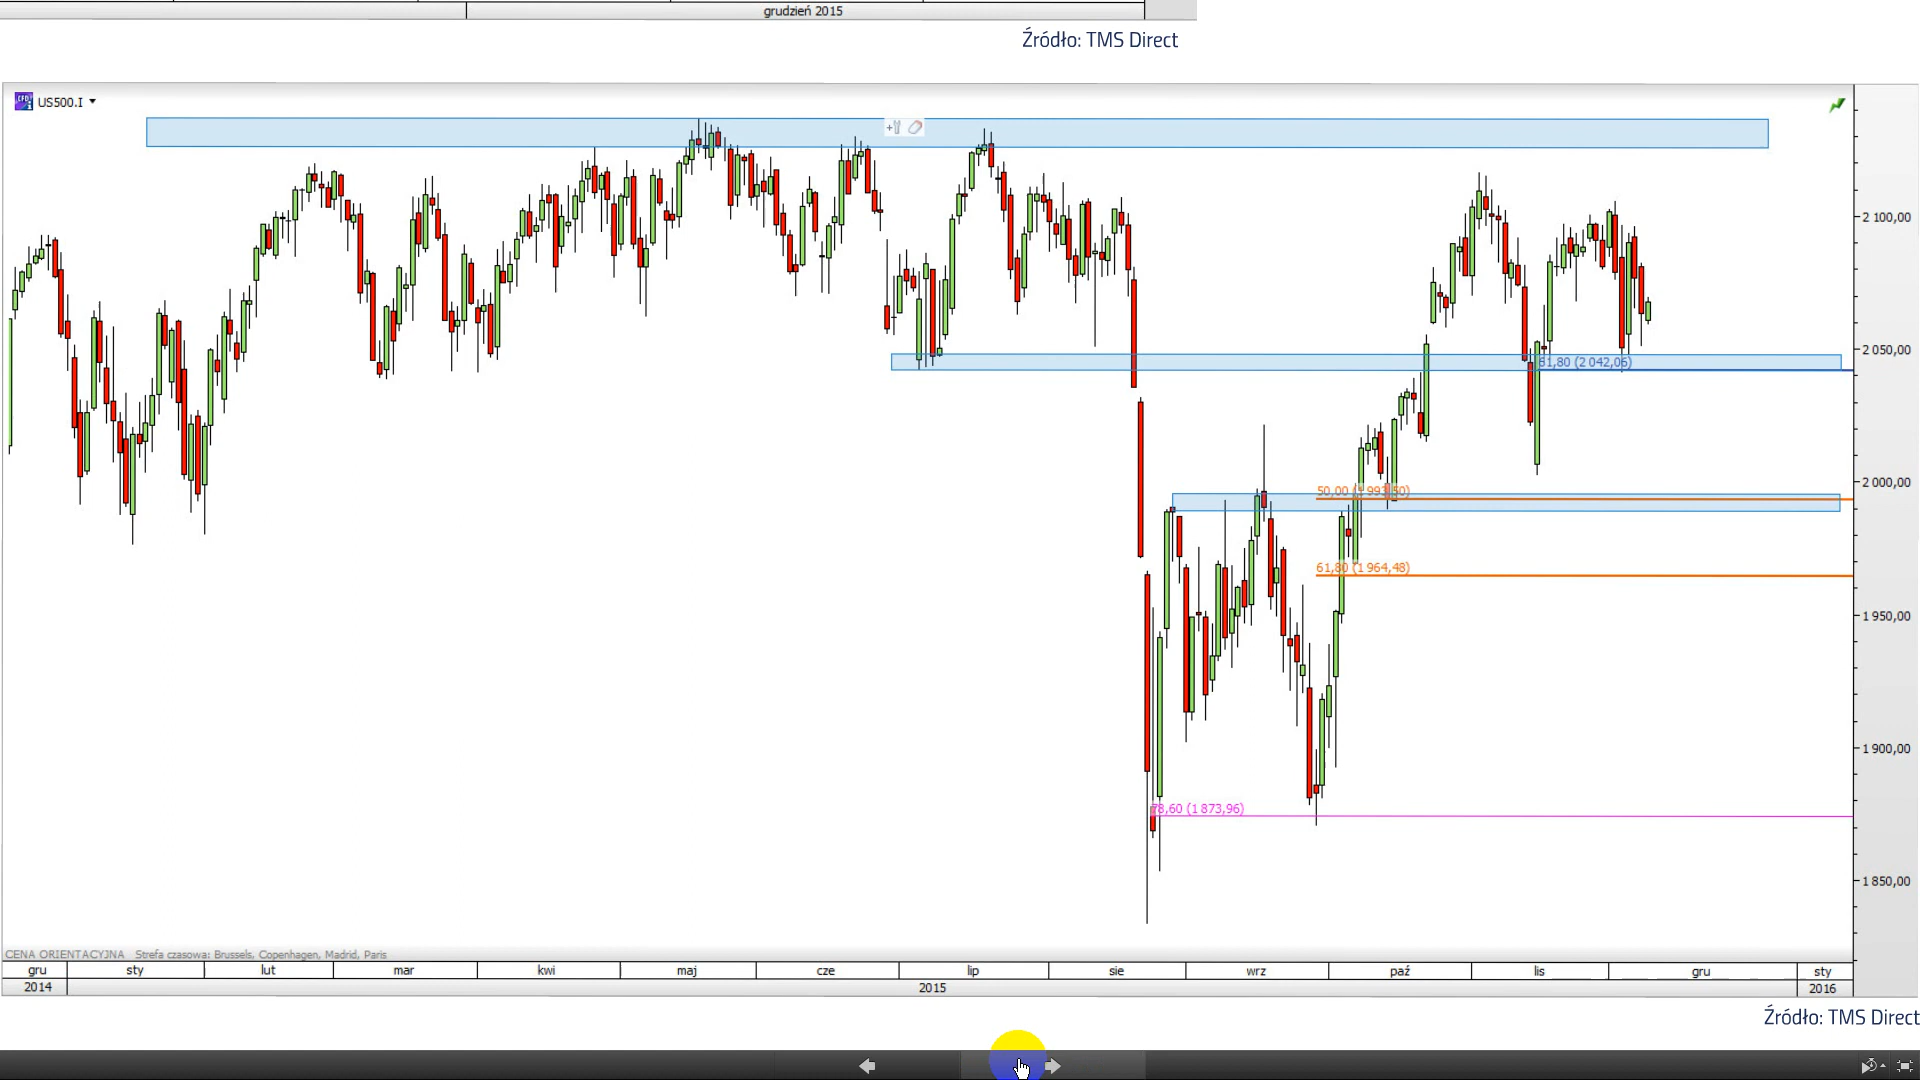 grudzień 2015
Źródło: TMS Direct
US500.I
2 100,00
2 050,00
61,80 (2 042,06)
2 000,00
50,00 (1 993,50)
61,80 (1 964,48)
1 950,00
1 900,00
78,60 (1 873,96)
1 850,00
CENA ORIENTACYJNA Strefa czasowa: Brussels, Copenhagen, Madrid, Paris
gru sty lut mar kwi maj cze lip sie wrz paź lis gru sty
2014 2015 2016
Źródło: TMS Direct